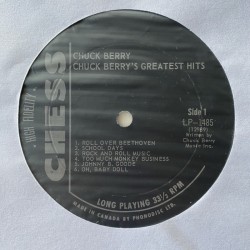 CHUCK BERRY
CHUCK BERRY'S GREATEST HITS
HIGH FIDELITY
CHESS
Side 1
LP-1485
(12989)
Written by
Chuck Berry
1 ROLL OVER BEETHOVEN
2 SCHOOL DAYS
3 ROCK AND ROLL MUSIC
4 TOO MUCH MONKEY BUSINESS
5 JOHNNY B. GOODE
6 OH, BABY DOLL
LONG PLAYING 33⅓ RPM
MADE IN CANADA BY PHONODISC LTD.